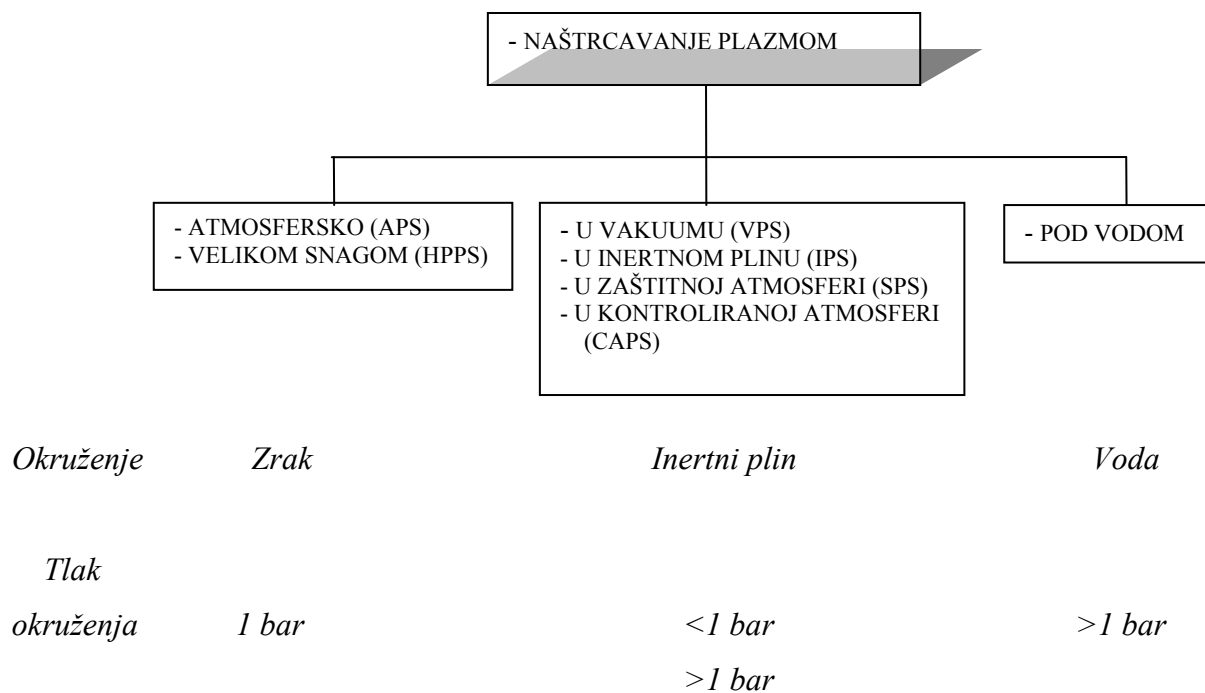 - NAŠTRCAVANJE PLAZMOM
- ATMOSFERSKO (APS)
- VELIKOM SNAGOM (HPPS)
- U VAKUUMU (VPS)
- U INERTNOM PLINU (IPS)
- U ZAŠTITNOJ ATMOSFERI (SPS)
- U KONTROLIRANOJ ATMOSFERI
(CAPS)
- POD VODOM
Okruženje Zrak Inertni plin Voda
Tlak
okruženja 1 bar <1 bar >1 bar
>1 bar